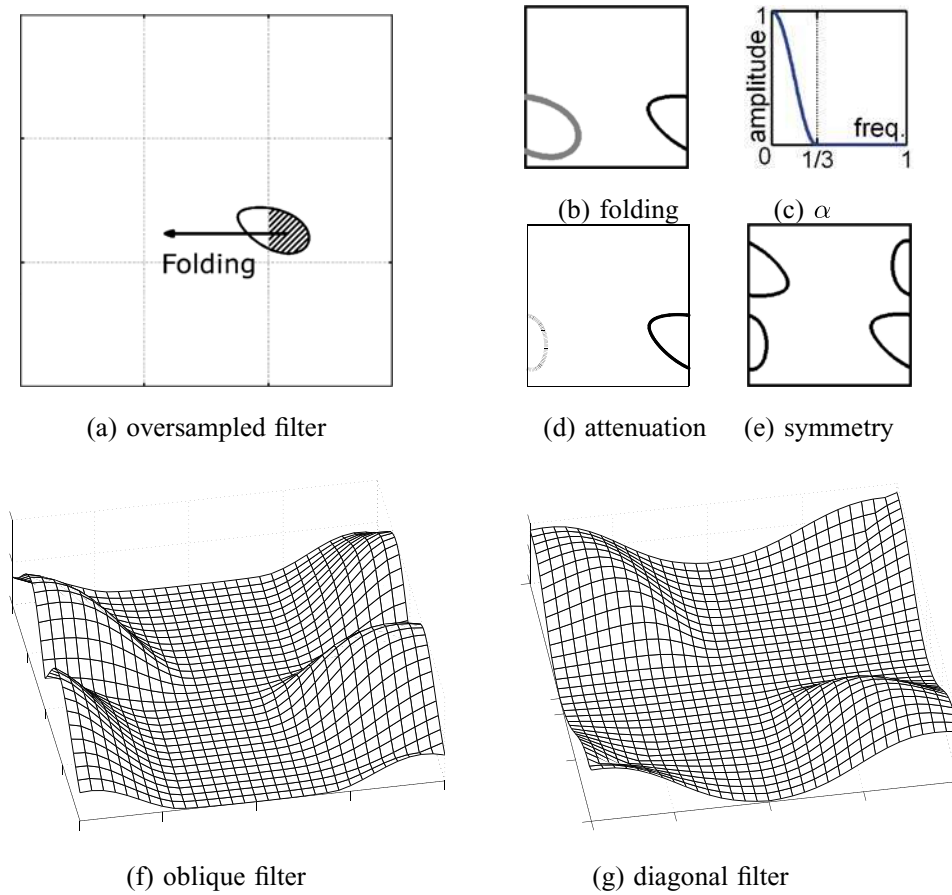 Folding
(a) oversampled filter
(b) folding
1
amplitude
freq.
0
1/3
1
(c) α
(d) attenuation
(e) symmetry
(f) oblique filter
(g) diagonal filter